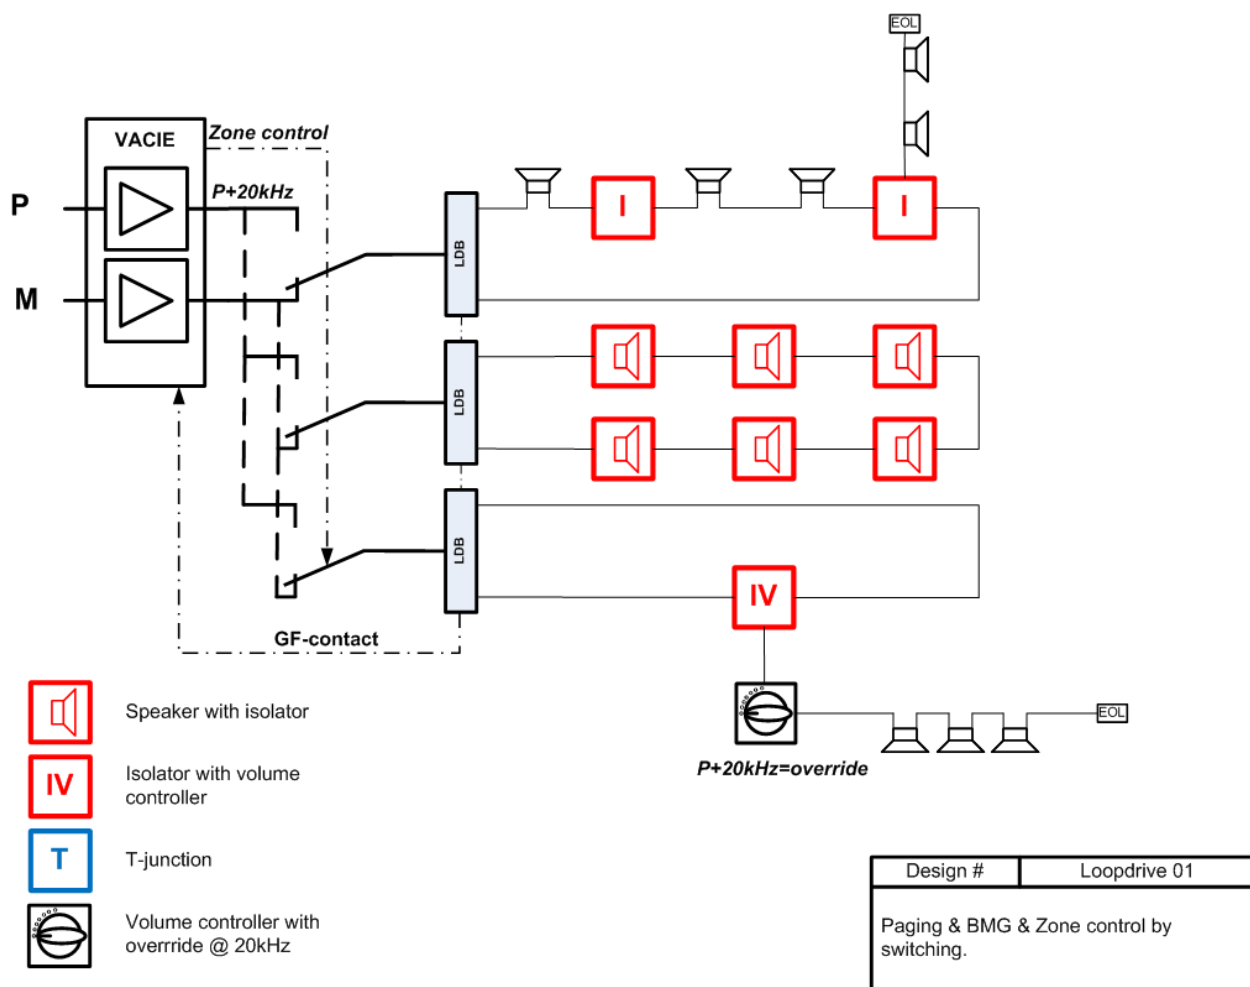 EOL
VACIE
Zone control
P+20kHz
P
M
LDB
I
I
LDB
LDB
IV
GF-contact
EOL
P+20kHz=override
Speaker with isolator
IV
Isolator with volume
controller
T
T-junction
Volume controller with
overrride @ 20kHz
Design #
Loopdrive 01
Paging & BMG & Zone control by
switching.